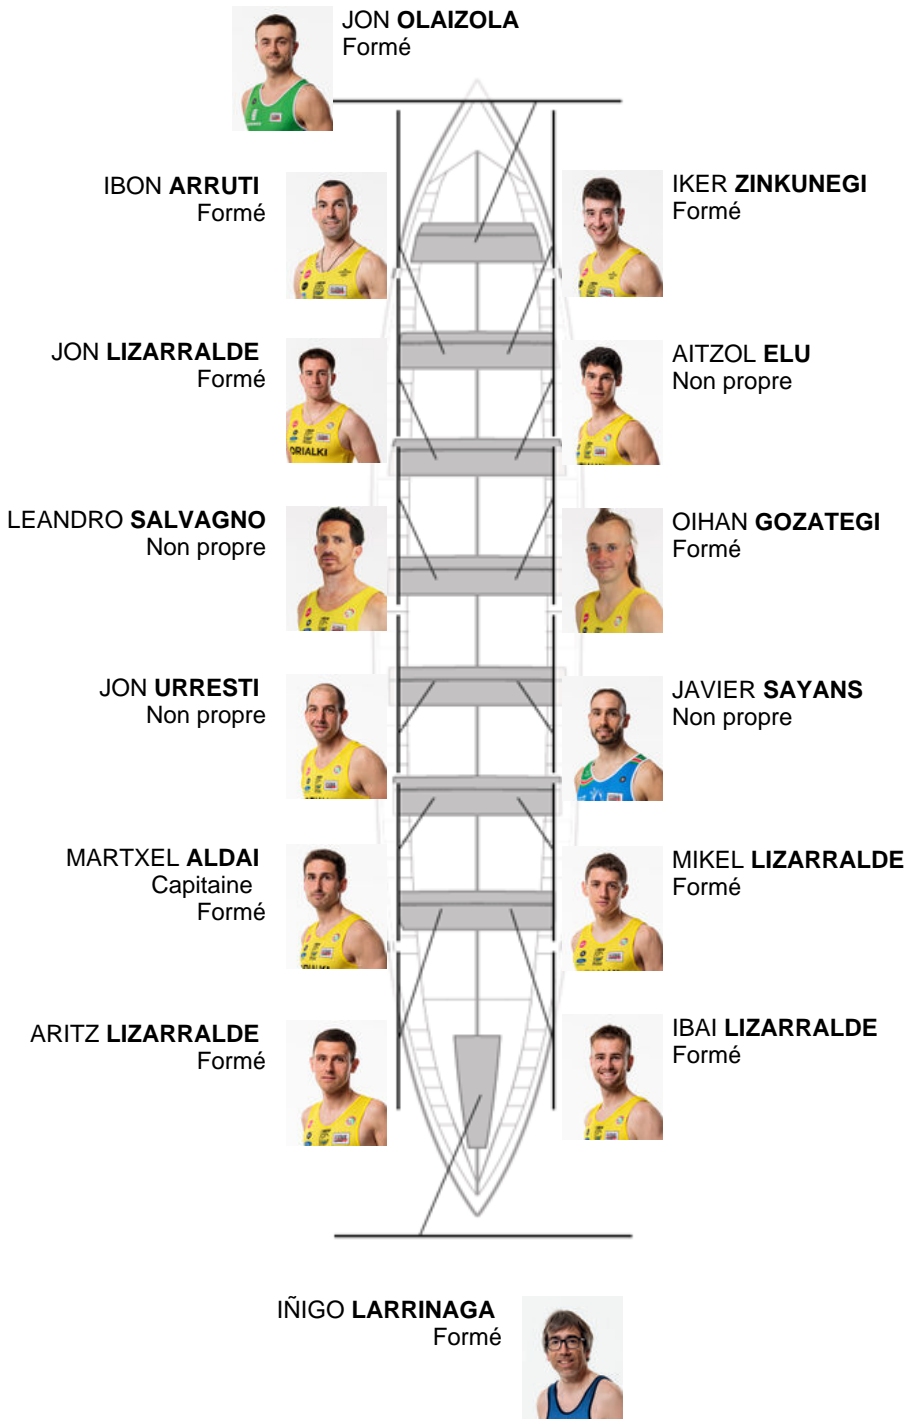 JON OLAIZOLA
Formé
IBON ARRUTI
Formé
IKER ZINKUNEGI
Formé
JON LIZARRALDE
Formé
AITZOL ELU
Non propre
ORIALKI
LEANDRO SALVAGNO
Non propre
OIHAN GOZATEGI
Formé
JON URRESTI
Non propre
JAVIER SAYANS
Non propre
MARTXEL ALDAI
Capitaine
Formé
MIKEL LIZARRALDE
Formé
ARITZ LIZARRALDE
Formé
IBAI LIZARRALDE
Formé
IÑIGO LARRINAGA
Formé